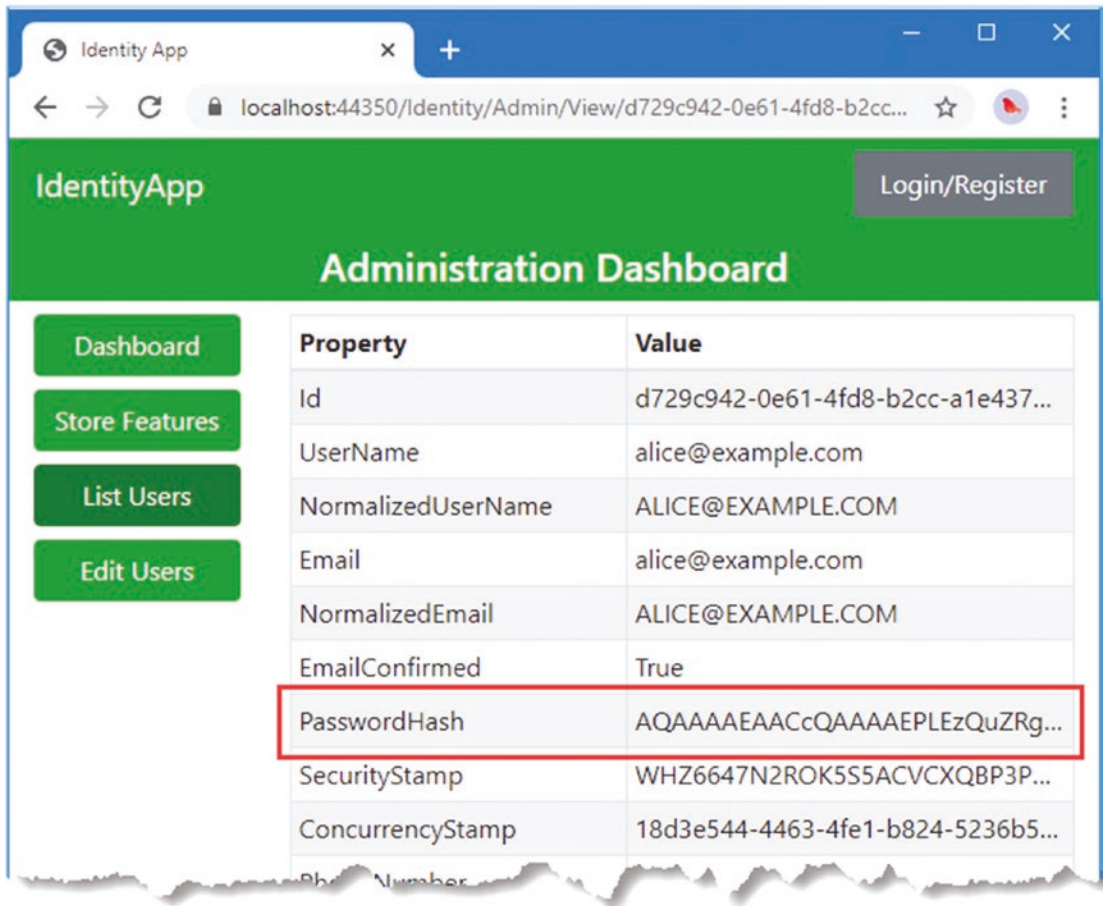 Identity App
localhost:44350/Identity/Admin/View/d729c942-0e61-4fd8-b2cc...
IdentityApp
Login/Register
Administration Dashboard
Dashboard
Store Features
List Users
Edit Users
Property Value
Id d729c942-0e61-4fd8-b2cc-a1e437...
UserName alice@example.com
NormalizedUserName ALICE@EXAMPLE.COM
Email alice@example.com
NormalizedEmail ALICE@EXAMPLE.COM
EmailConfirmed True
PasswordHash AQAAAAEAACcQAAAAEPLEzQuZRg...
SecurityStamp WHZ6647N2ROK5S5ACVCXQBP3P...
ConcurrencyStamp 18d3e544-4463-4fe1-b824-5236b5...